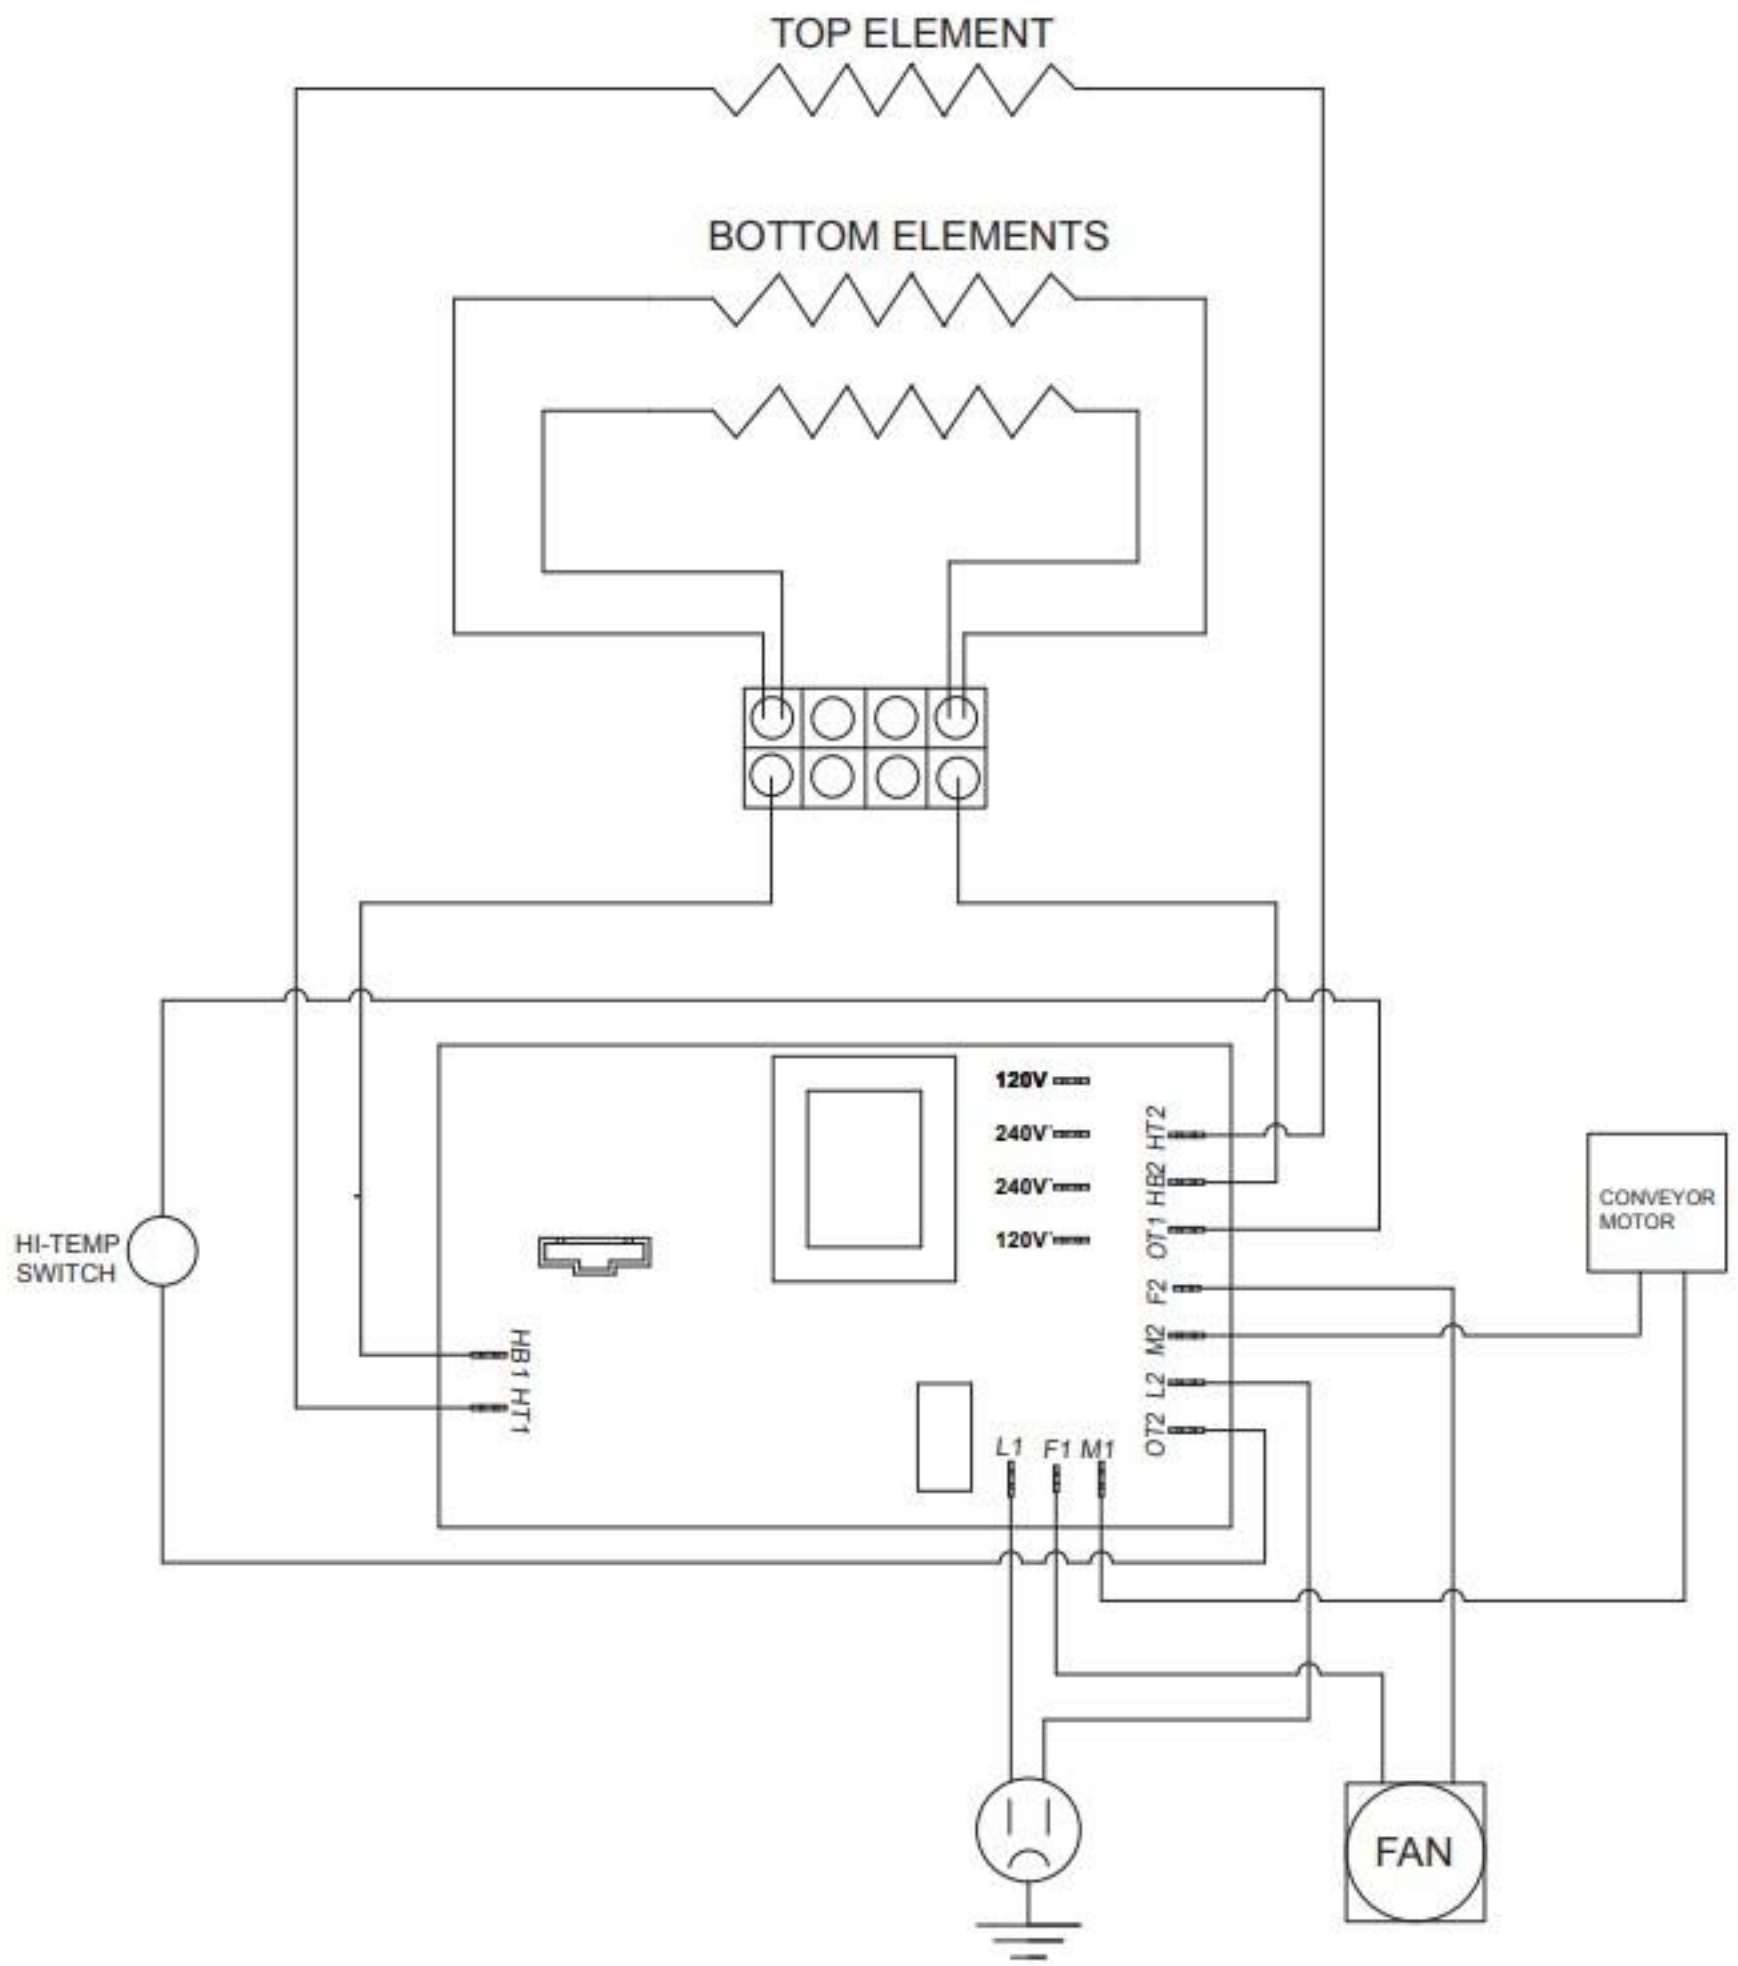 TOP ELEMENT
BOTTOM ELEMENTS
120V
240V
240V
120V
HT2
HB2
OT1
F2
M2
L2
OT2
CONVEYOR
MOTOR
HI-TEMP
SWITCH
HB1 HT1
L1 F1 M1
FAN